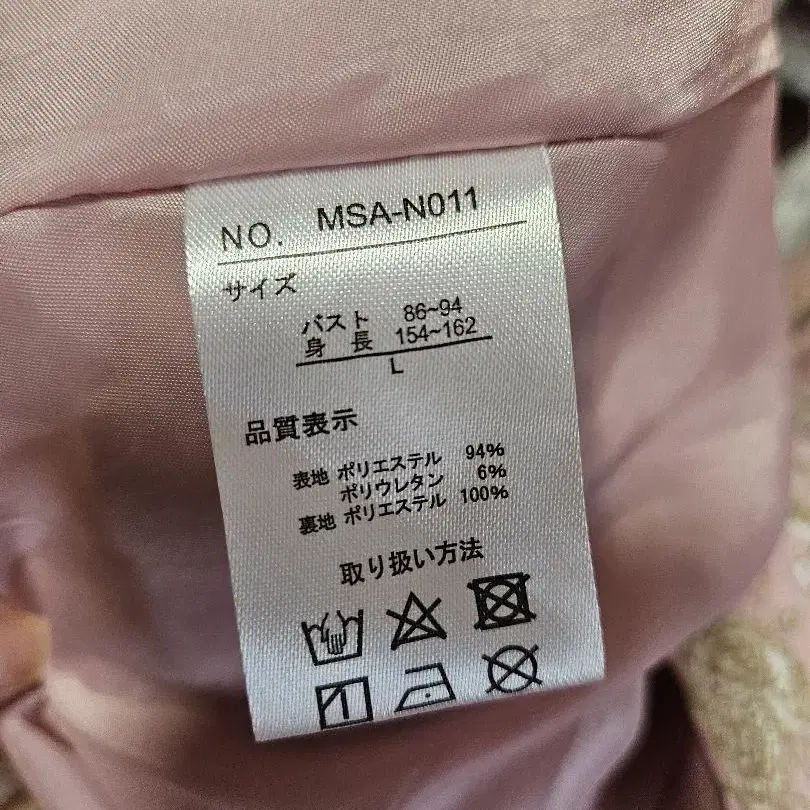 NO. MSA-N011
サイズ
バスト 86~94
身 長 154~162
L
品質表示
表地 ポリエステル 94%
ポリウレタン 6%
裏地 ポリエステル 100%
取り扱い方法